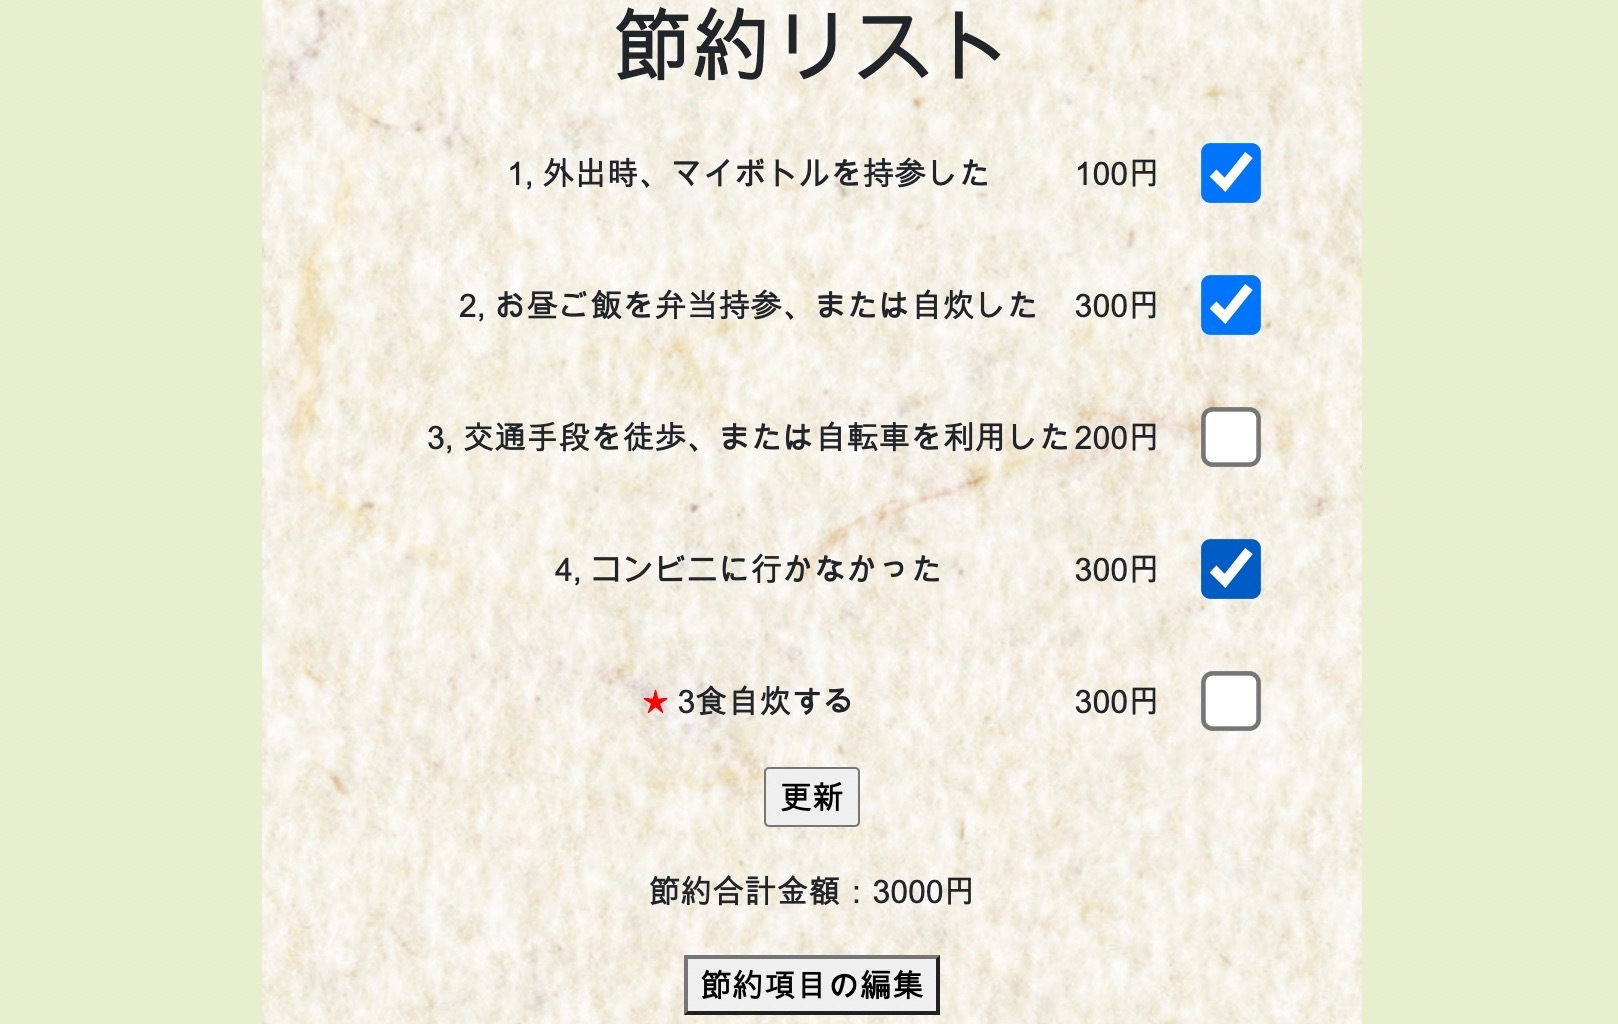 節約リスト
1, 外出時、マイボトルを持参した 100円
2, お昼ご飯を弁当持参、または自炊した 300円
3, 交通手段を徒歩、または自転車を利用した 200円
4, コンビニに行かなかった 300円
★ 3食自炊する 300円
更新
節約合計金額：3000円
節約項目の編集